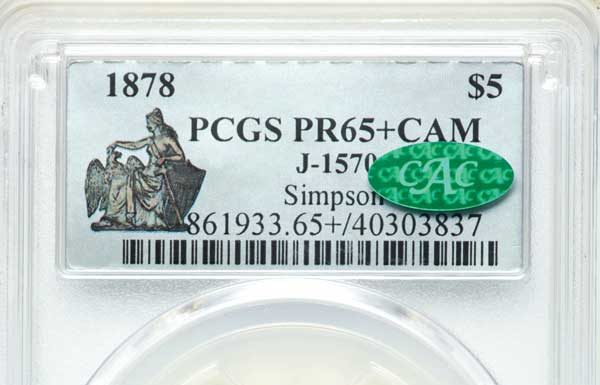 1878 $5
PCGS PR65+CAM
J-1570
Simpson
861933.65+/40303837
CAC